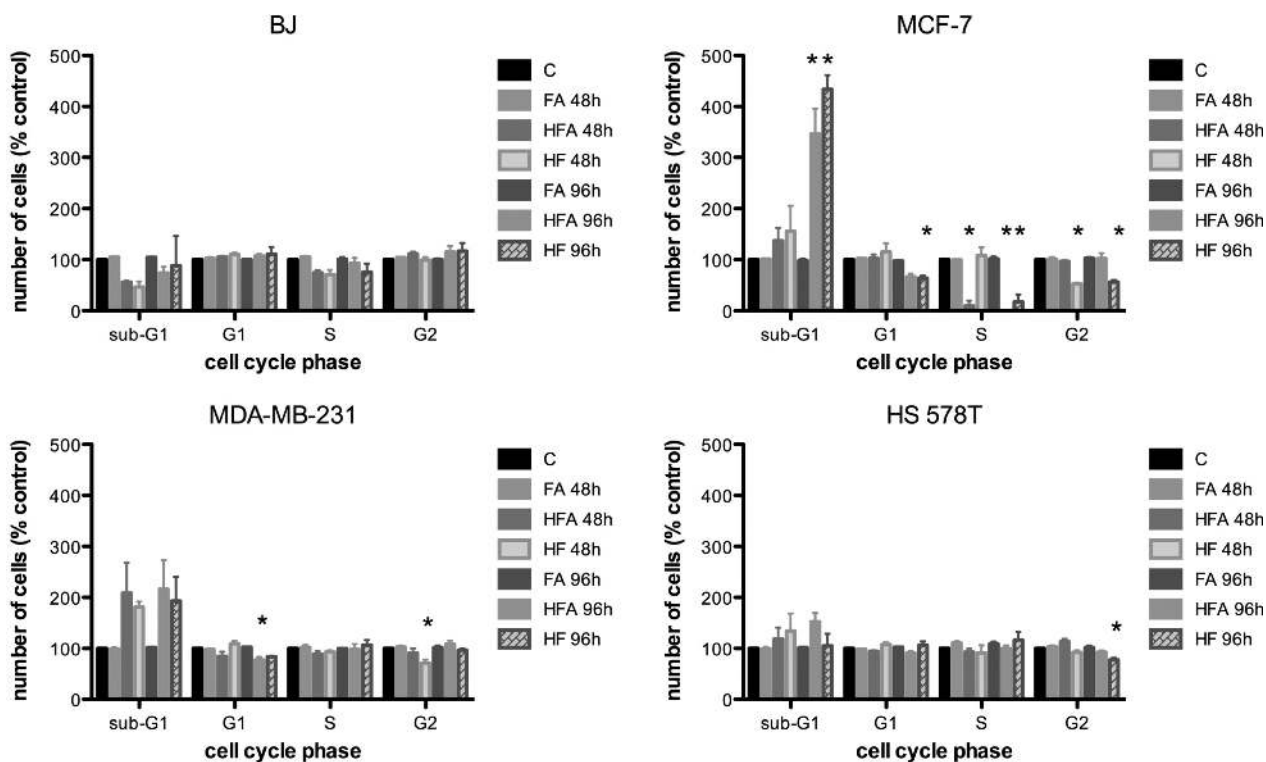 BJ
number of cells (% control)
500
400
300
200
100
0
sub-G1 G1 S G2
cell cycle phase
C
FA 48h
HFA 48h
HF 48h
FA 96h
HFA 96h
HF 96h
MCF-7
number of cells (% control)
500
400
300
200
100
0
* *
*
* **
* *
sub-G1 G1 S G2
cell cycle phase
C
FA 48h
HFA 48h
HF 48h
FA 96h
HFA 96h
HF 96h
MDA-MB-231
number of cells (% control)
500
400
300
200
100
0
* *
sub-G1 G1 S G2
cell cycle phase
C
FA 48h
HFA 48h
HF 48h
FA 96h
HFA 96h
HF 96h
HS 578T
number of cells (% control)
500
400
300
200
100
0
*
sub-G1 G1 S G2
cell cycle phase
C
FA 48h
HFA 48h
HF 48h
FA 96h
HFA 96h
HF 96h